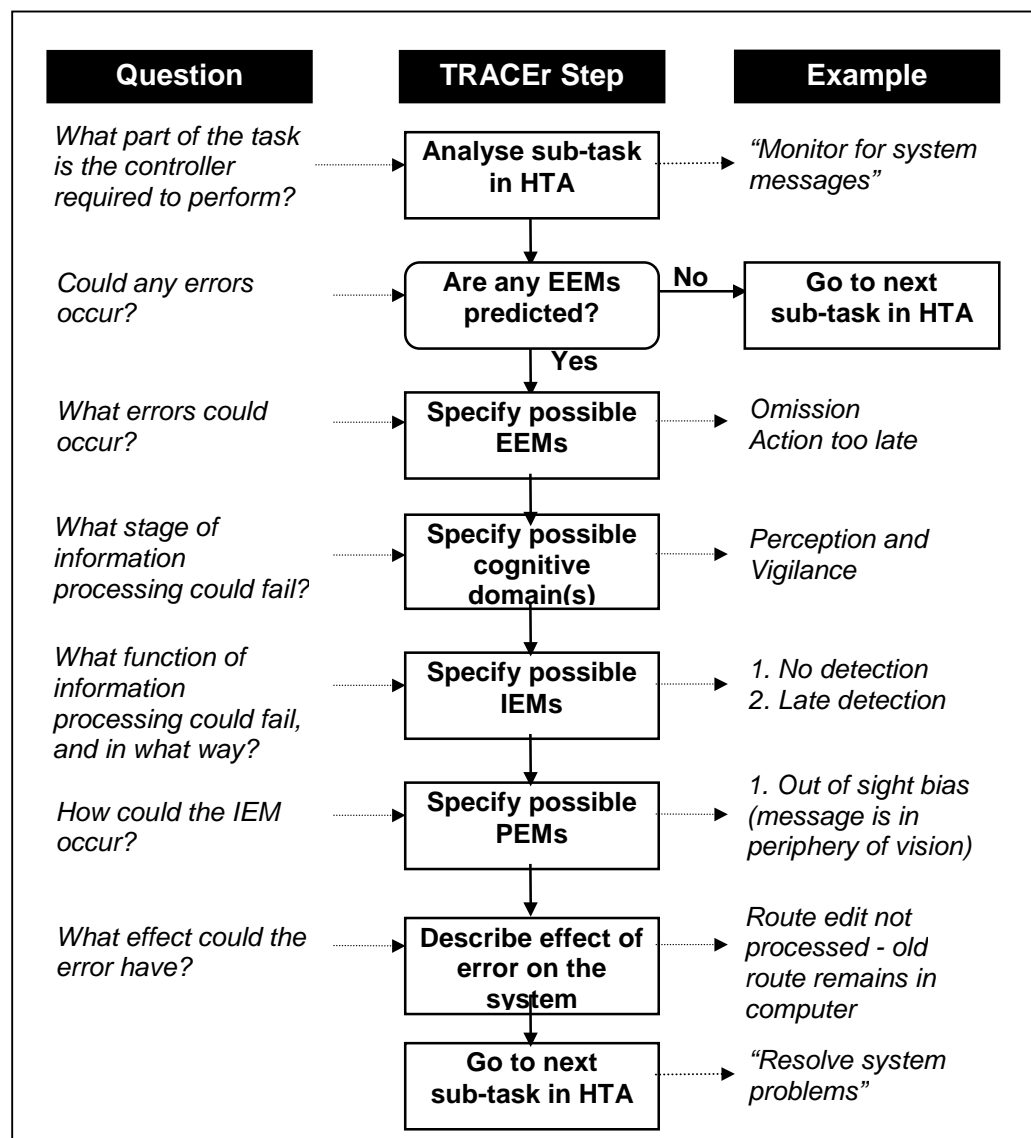 Question
TRACEr Step
Example
What part of the task
is the controller
required to perform?
Analyse sub-task
in HTA
“Monitor for system
messages”
Could any errors
occur?
Are any EEMs
predicted?
No
Go to next
sub-task in HTA
Yes
What errors could
occur?
Specify possible
EEMs
Omission
Action too late
What stage of
information
processing could fail?
Specify possible
cognitive
domain(s)
Perception and
Vigilance
What function of
information
processing could fail,
and in what way?
Specify possible
IEMs
1. No detection
2. Late detection
How could the IEM
occur?
Specify possible
PEMs
1. Out of sight bias
(message is in
periphery of vision)
What effect could the
error have?
Describe effect of
error on the
system
Route edit not
processed - old
route remains in
computer
Go to next
sub-task in HTA
“Resolve system
problems”